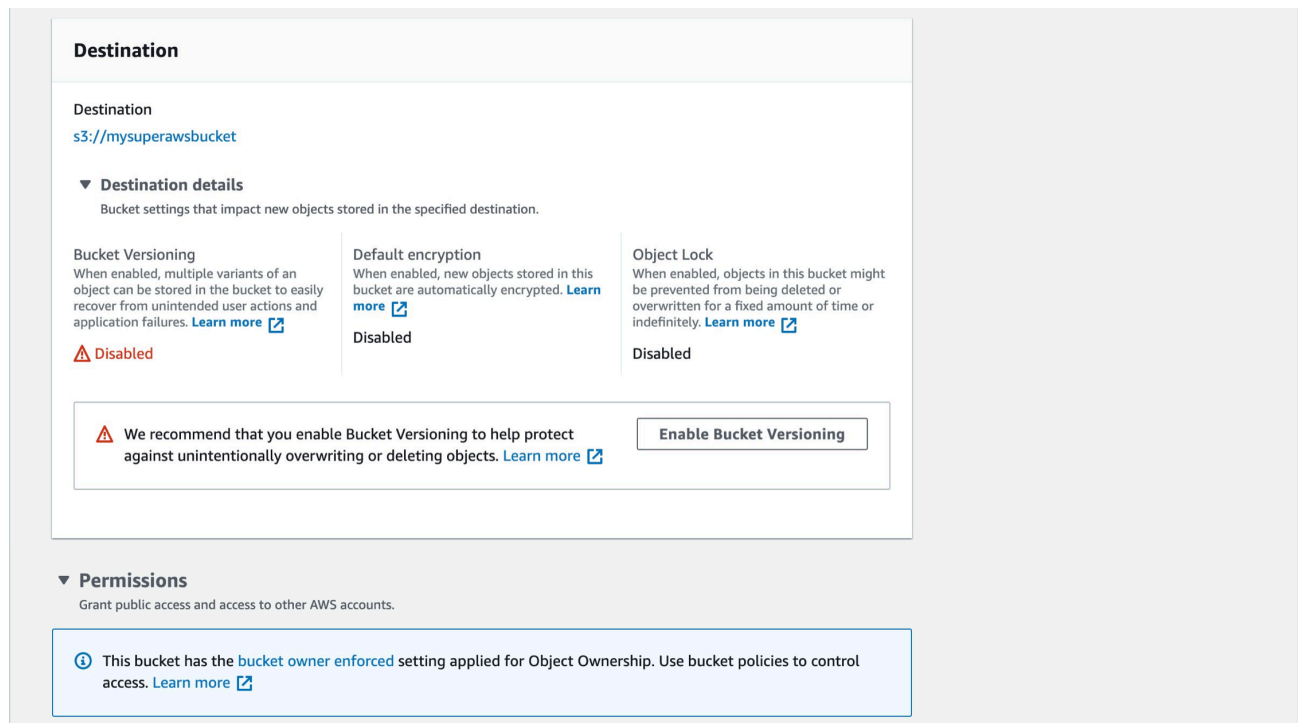 Destination
Destination
s3://mysuperawsbucket
Destination details
Bucket settings that impact new objects stored in the specified destination.
Bucket Versioning
When enabled, multiple variants of an
object can be stored in the bucket to easily
recover from unintended user actions and
application failures. Learn more
Disabled
Default encryption
When enabled, new objects stored in this
bucket are automatically encrypted. Learn
more
Disabled
Object Lock
When enabled, objects in this bucket might
be prevented from being deleted or
overwritten for a fixed amount of time or
indefinitely. Learn more
Disabled
We recommend that you enable Bucket Versioning to help protect
against unintentionally overwriting or deleting objects. Learn more
Enable Bucket Versioning
Permissions
Grant public access and access to other AWS accounts.
This bucket has the bucket owner enforced setting applied for Object Ownership. Use bucket policies to control
access. Learn more